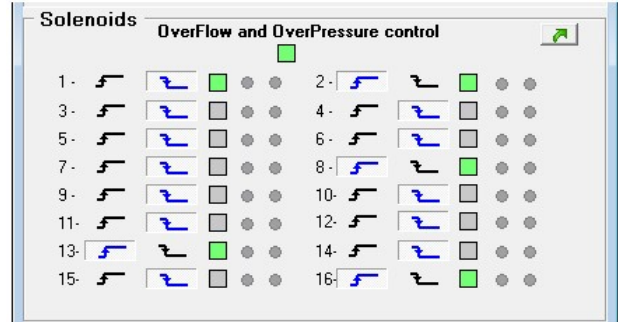 Solenoids
OverFlow and OverPressure control
1 - 2 -
3 - 4 -
5 - 6 -
7 - 8 -
9 - 10-
11- 12-
13- 14-
15- 16-